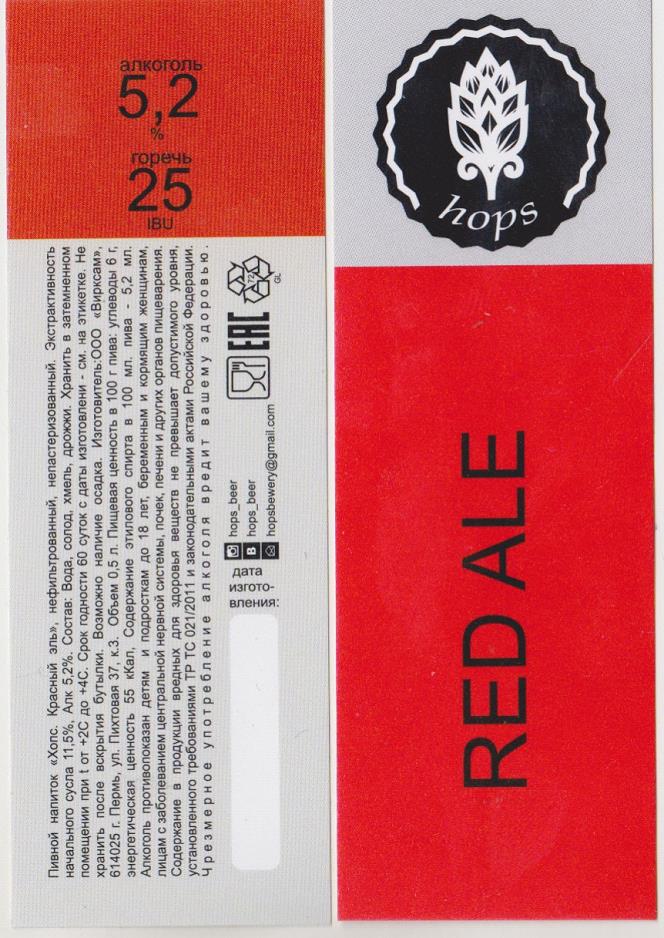 алкоголь
5,2
%
горечь
25
IBU
Пивной напиток «Хопс. Красный эль», нефильтрованный, непастеризованный. Экстрактивность
начального сусла 11,5%, Алк 5,2%. Состав: Вода, солод, хмель, дрожжи. Хранить в затемненном
помещении при t от +2С до +4С. Срок годности 60 суток с даты изготовлени - см. на этикетке. Не
хранить после вскрытия бутылки. Возможно наличие осадка. Изготовитель:ООО «Вирксам»,
614025 г. Пермь, ул. Пихтовая 37, к.3. Объем 0,5 л. Пищевая ценность в 100 г пива: углеводы 6 г,
энергетическая ценность 55 кКал, Содержание этилового спирта в 100 мл. пива - 5,2 мл.
Алкоголь противопоказан детям и подросткам до 18 лет, беременным и кормящим женщинам,
лицам с заболеванием центральной нервной системы, почек, печени и других органов пищеварения.
Содержание в продукции вредных для здоровья веществ не превышает допустимого уровня,
установленного требованиями ТР ТС 021/2011 и законодательными актами Российской Федерации.
Чрезмерное употребление алкоголя вредит вашему здоровью.
hops_beer
B hops_beer
hopsbewery@gmail.com
EAC
72
GL
дата
изгото-
вления:
hops
RED ALE